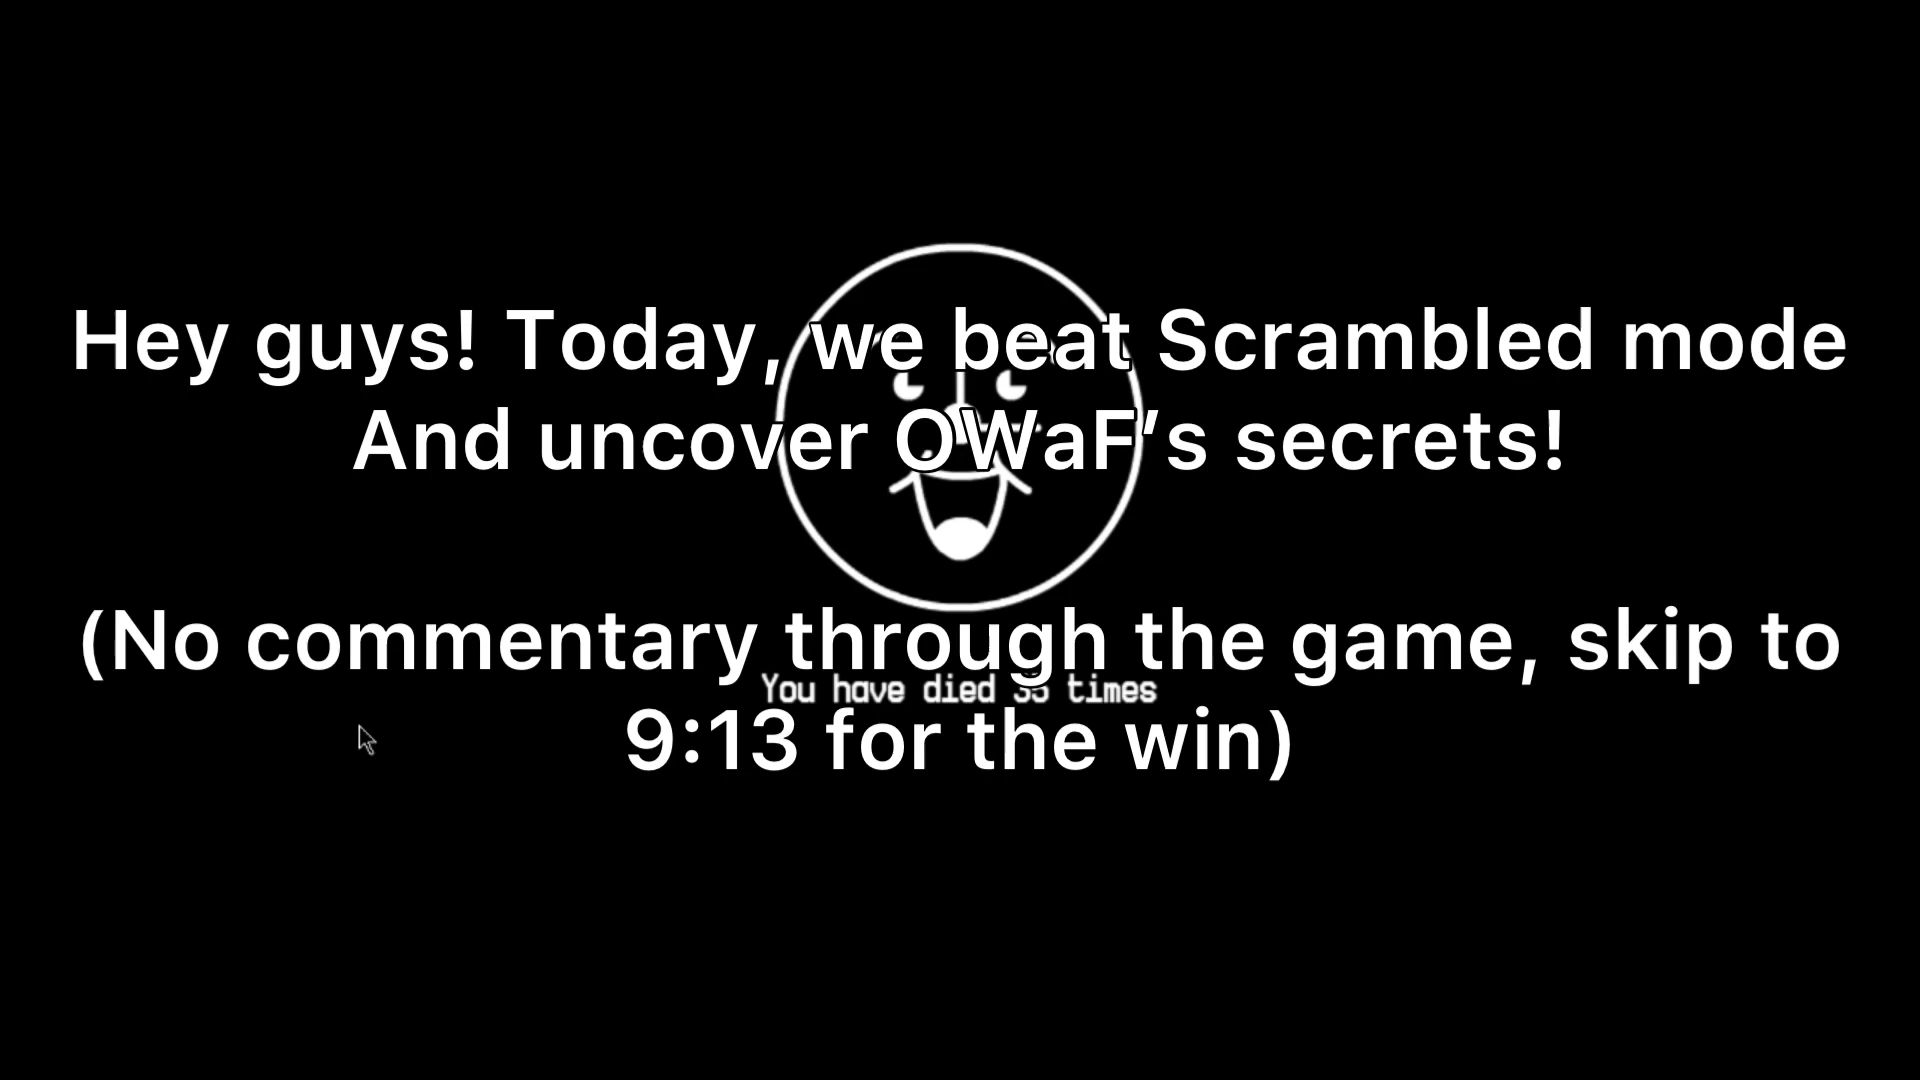 Hey guys! Today, we beat Scrambled mode
And uncover OWaF’s secrets!
(No commentary through the game, skip to
You have died 35 times
9:13 for the win)